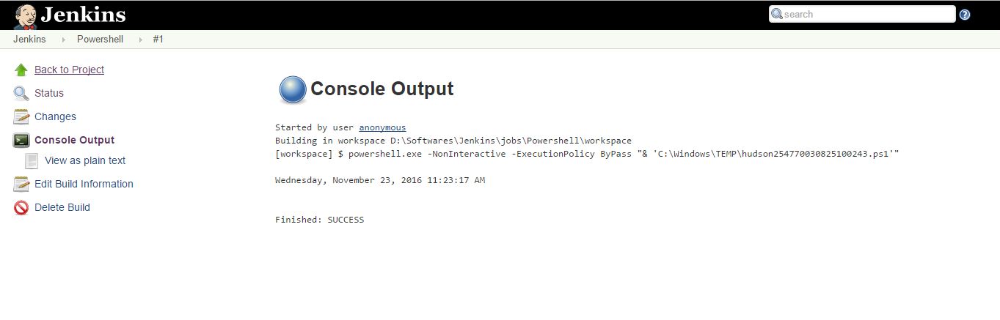 Jenkins
search
Jenkins Powershell #1
Back to Project
Status
Changes
Console Output
View as plain text
Edit Build Information
Delete Build
Console Output
Started by user anonymous
Building in workspace D:\Softwares\Jenkins\jobs\Powershell\workspace
[workspace] $ powershell.exe -NonInteractive -ExecutionPolicy ByPass "& 'C:\Windows\TEMP\hudson254770030825100243.ps1'"
Wednesday, November 23, 2016 11:23:17 AM
Finished: SUCCESS